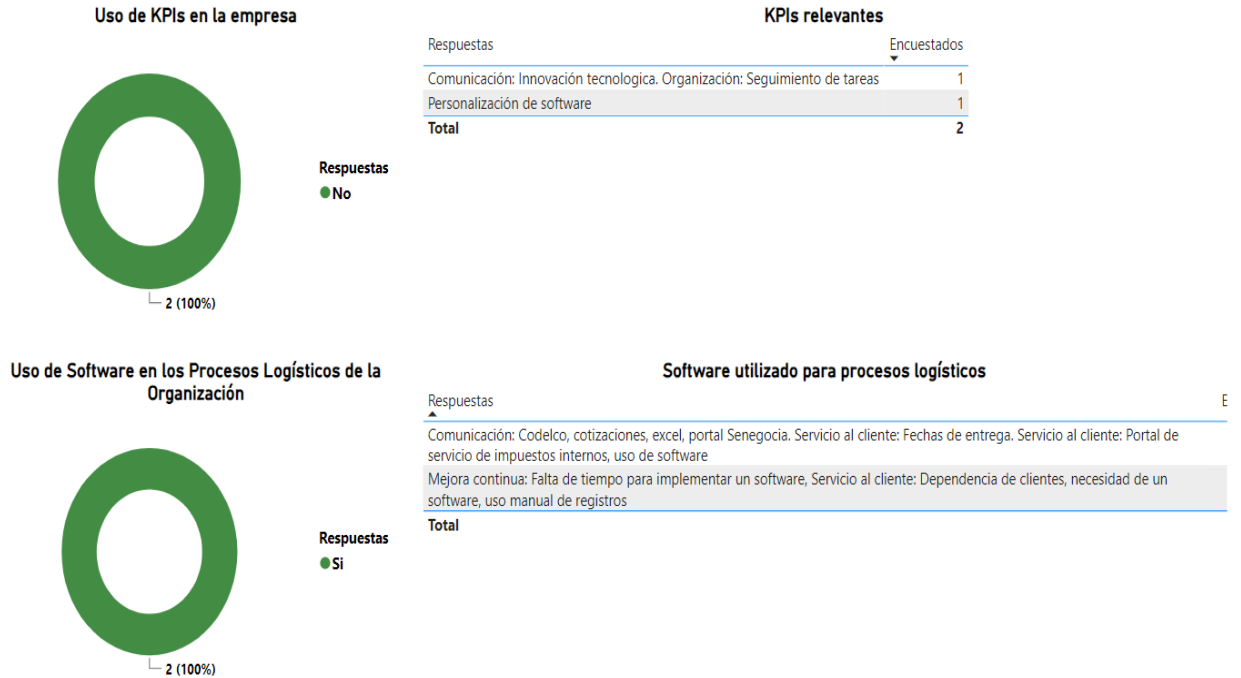 Uso de KPIs en la empresa
Respuestas
No
2 (100%)
KPIs relevantes
Respuestas Encuestados
Comunicación: Innovación tecnologica. Organización: Seguimiento de tareas 1
Personalización de software 1
Total 2
Uso de Software en los Procesos Logísticos de la
Organización
Respuestas
Si
2 (100%)
Software utilizado para procesos logísticos
Respuestas E
Comunicación: Codelco, cotizaciones, excel, portal Senegocia. Servicio al cliente: Fechas de entrega. Servicio al cliente: Portal de
servicio de impuestos internos, uso de software
Mejora continua: Falta de tiempo para implementar un software, Servicio al cliente: Dependencia de clientes, necesidad de un
software, uso manual de registros
Total